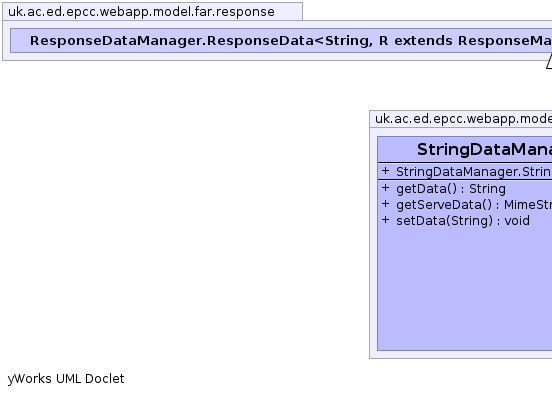 uk.ac.ed.epcc.webapp.model.far.response
ResponseDataManager.ResponseData<String, R extends ResponseMa
uk.ac.ed.epcc.webapp.mode
StringDataMana
+ StringDataManager.Strin
+ getData() : String
+ getServeData() : MimeStr
+ setData(String) : void
yWorks UML Doclet